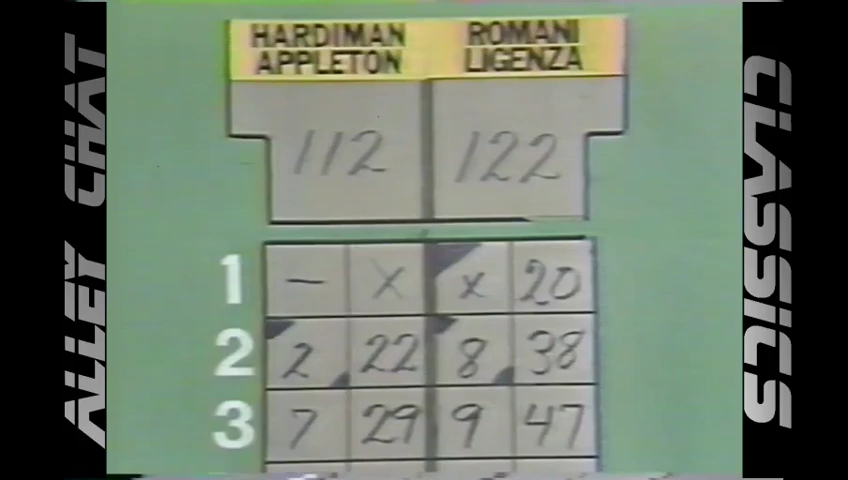 ALLEY CHAT
HARDIMAN ROMANI
APPLETON LIGENZA
112 122
1 - X X 20
2 2 22 8 38
3 7 29 9 47
CLASSICS